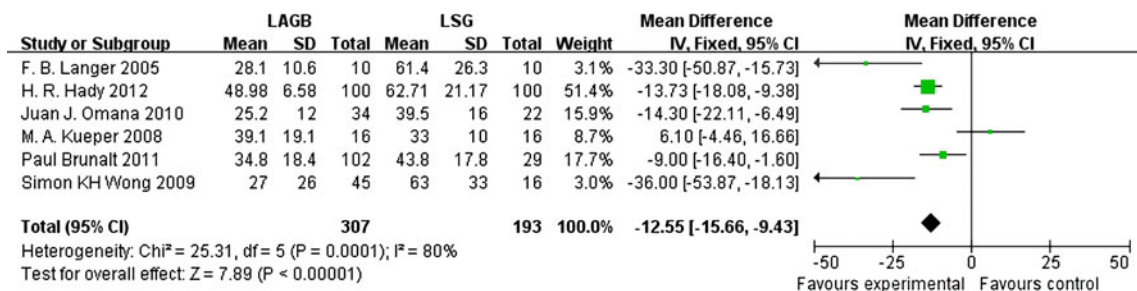 LAGB LSG Mean Difference Mean Difference
Study or Subgroup Mean SD Total Mean SD Total Weight IV, Fixed, 95% CI IV, Fixed, 95% CI
F. B. Langer 2005 28.1 10.6 10 61.4 26.3 10 3.1% -33.30 [-50.87, -15.73]
H. R. Hady 2012 48.98 6.58 100 62.71 21.17 100 51.4% -13.73 [-18.08, -9.38]
Juan J. Omana 2010 25.2 12 34 39.5 16 22 15.9% -14.30 [-22.11, -6.49]
M. A. Kueper 2008 39.1 19.1 16 33 10 16 8.7% 6.10 [-4.46, 16.66]
Paul Brunalt 2011 34.8 18.4 102 43.8 17.8 29 17.7% -9.00 [-16.40, -1.60]
Simon KH Wong 2009 27 26 45 63 33 16 3.0% -36.00 [-53.87, -18.13]
Total (95% CI) 307 193 100.0% -12.55 [-15.66, -9.43]
Heterogeneity: Chi² = 25.31, df = 5 (P = 0.0001); I² = 80%
Test for overall effect: Z = 7.89 (P < 0.00001)
-50 -25 0 25 50
Favours experimental Favours control